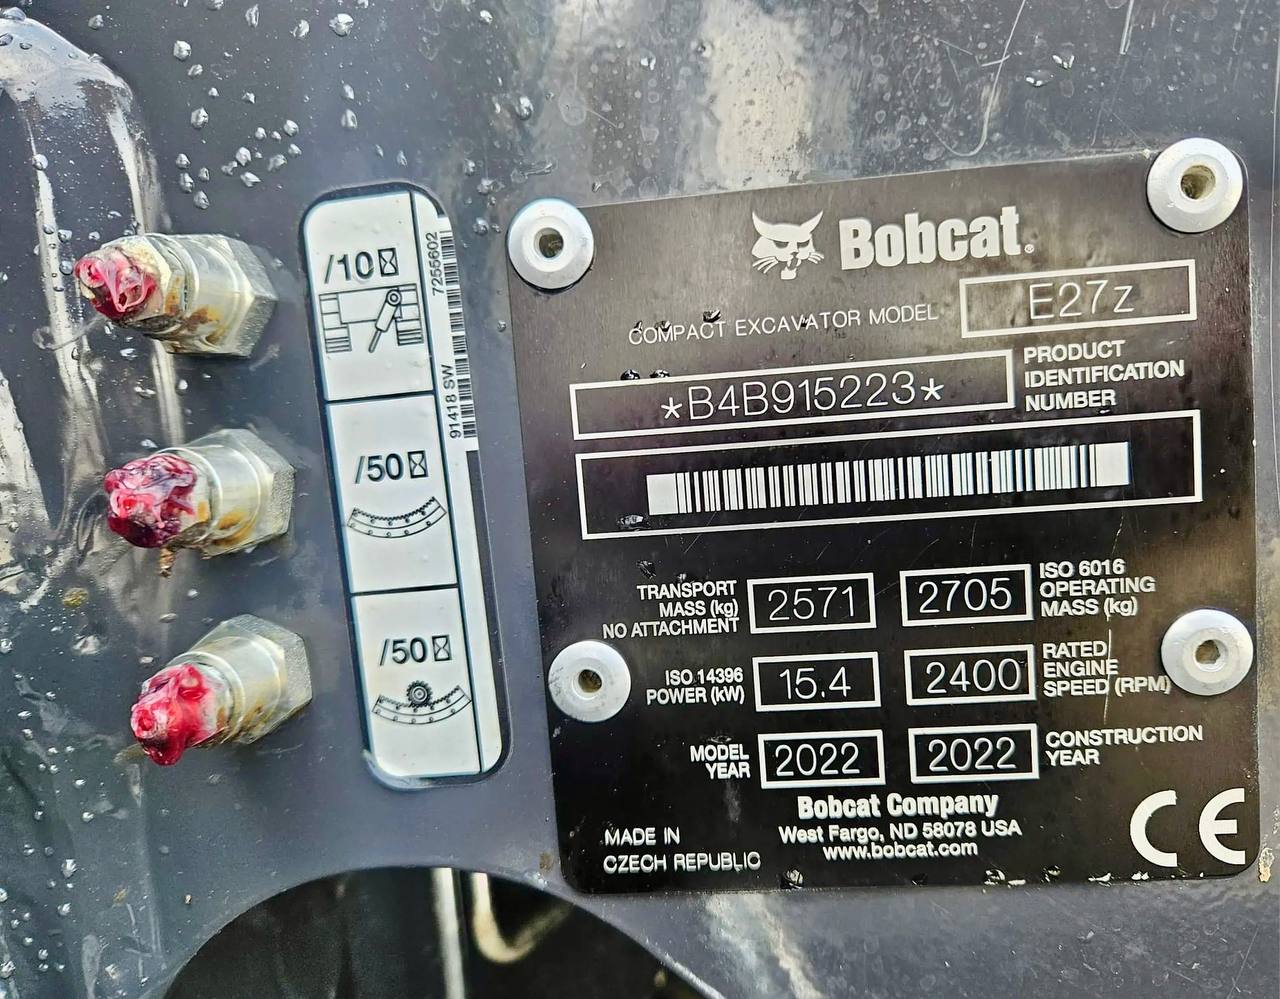 /10
/50
/50
7255602
91418 SW
Bobcat®
COMPACT EXCAVATOR MODEL
E27z
*B4B915223*
PRODUCT
IDENTIFICATION
NUMBER
TRANSPORT
MASS (kg)
NO ATTACHMENT
2571
2705
ISO 6016
OPERATING
MASS (kg)
ISO 14396
POWER (kW)
15.4
2400
RATED
ENGINE
SPEED (RPM)
MODEL
YEAR
2022
2022
CONSTRUCTION
YEAR
Bobcat Company
West Fargo, ND 58078 USA
www.bobcat.com
MADE IN
CZECH REPUBLIC
CE